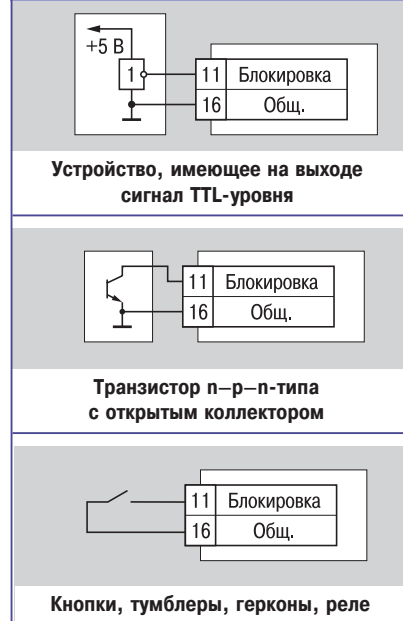 +5 В
1
11 Блокировка
16 Общ.
Устройство, имеющее на выходе
сигнал TTL-уровня
11 Блокировка
16 Общ.
Транзистор n–p–n-типа
с открытым коллектором
11 Блокировка
16 Общ.
Кнопки, тумблеры, герконы, реле